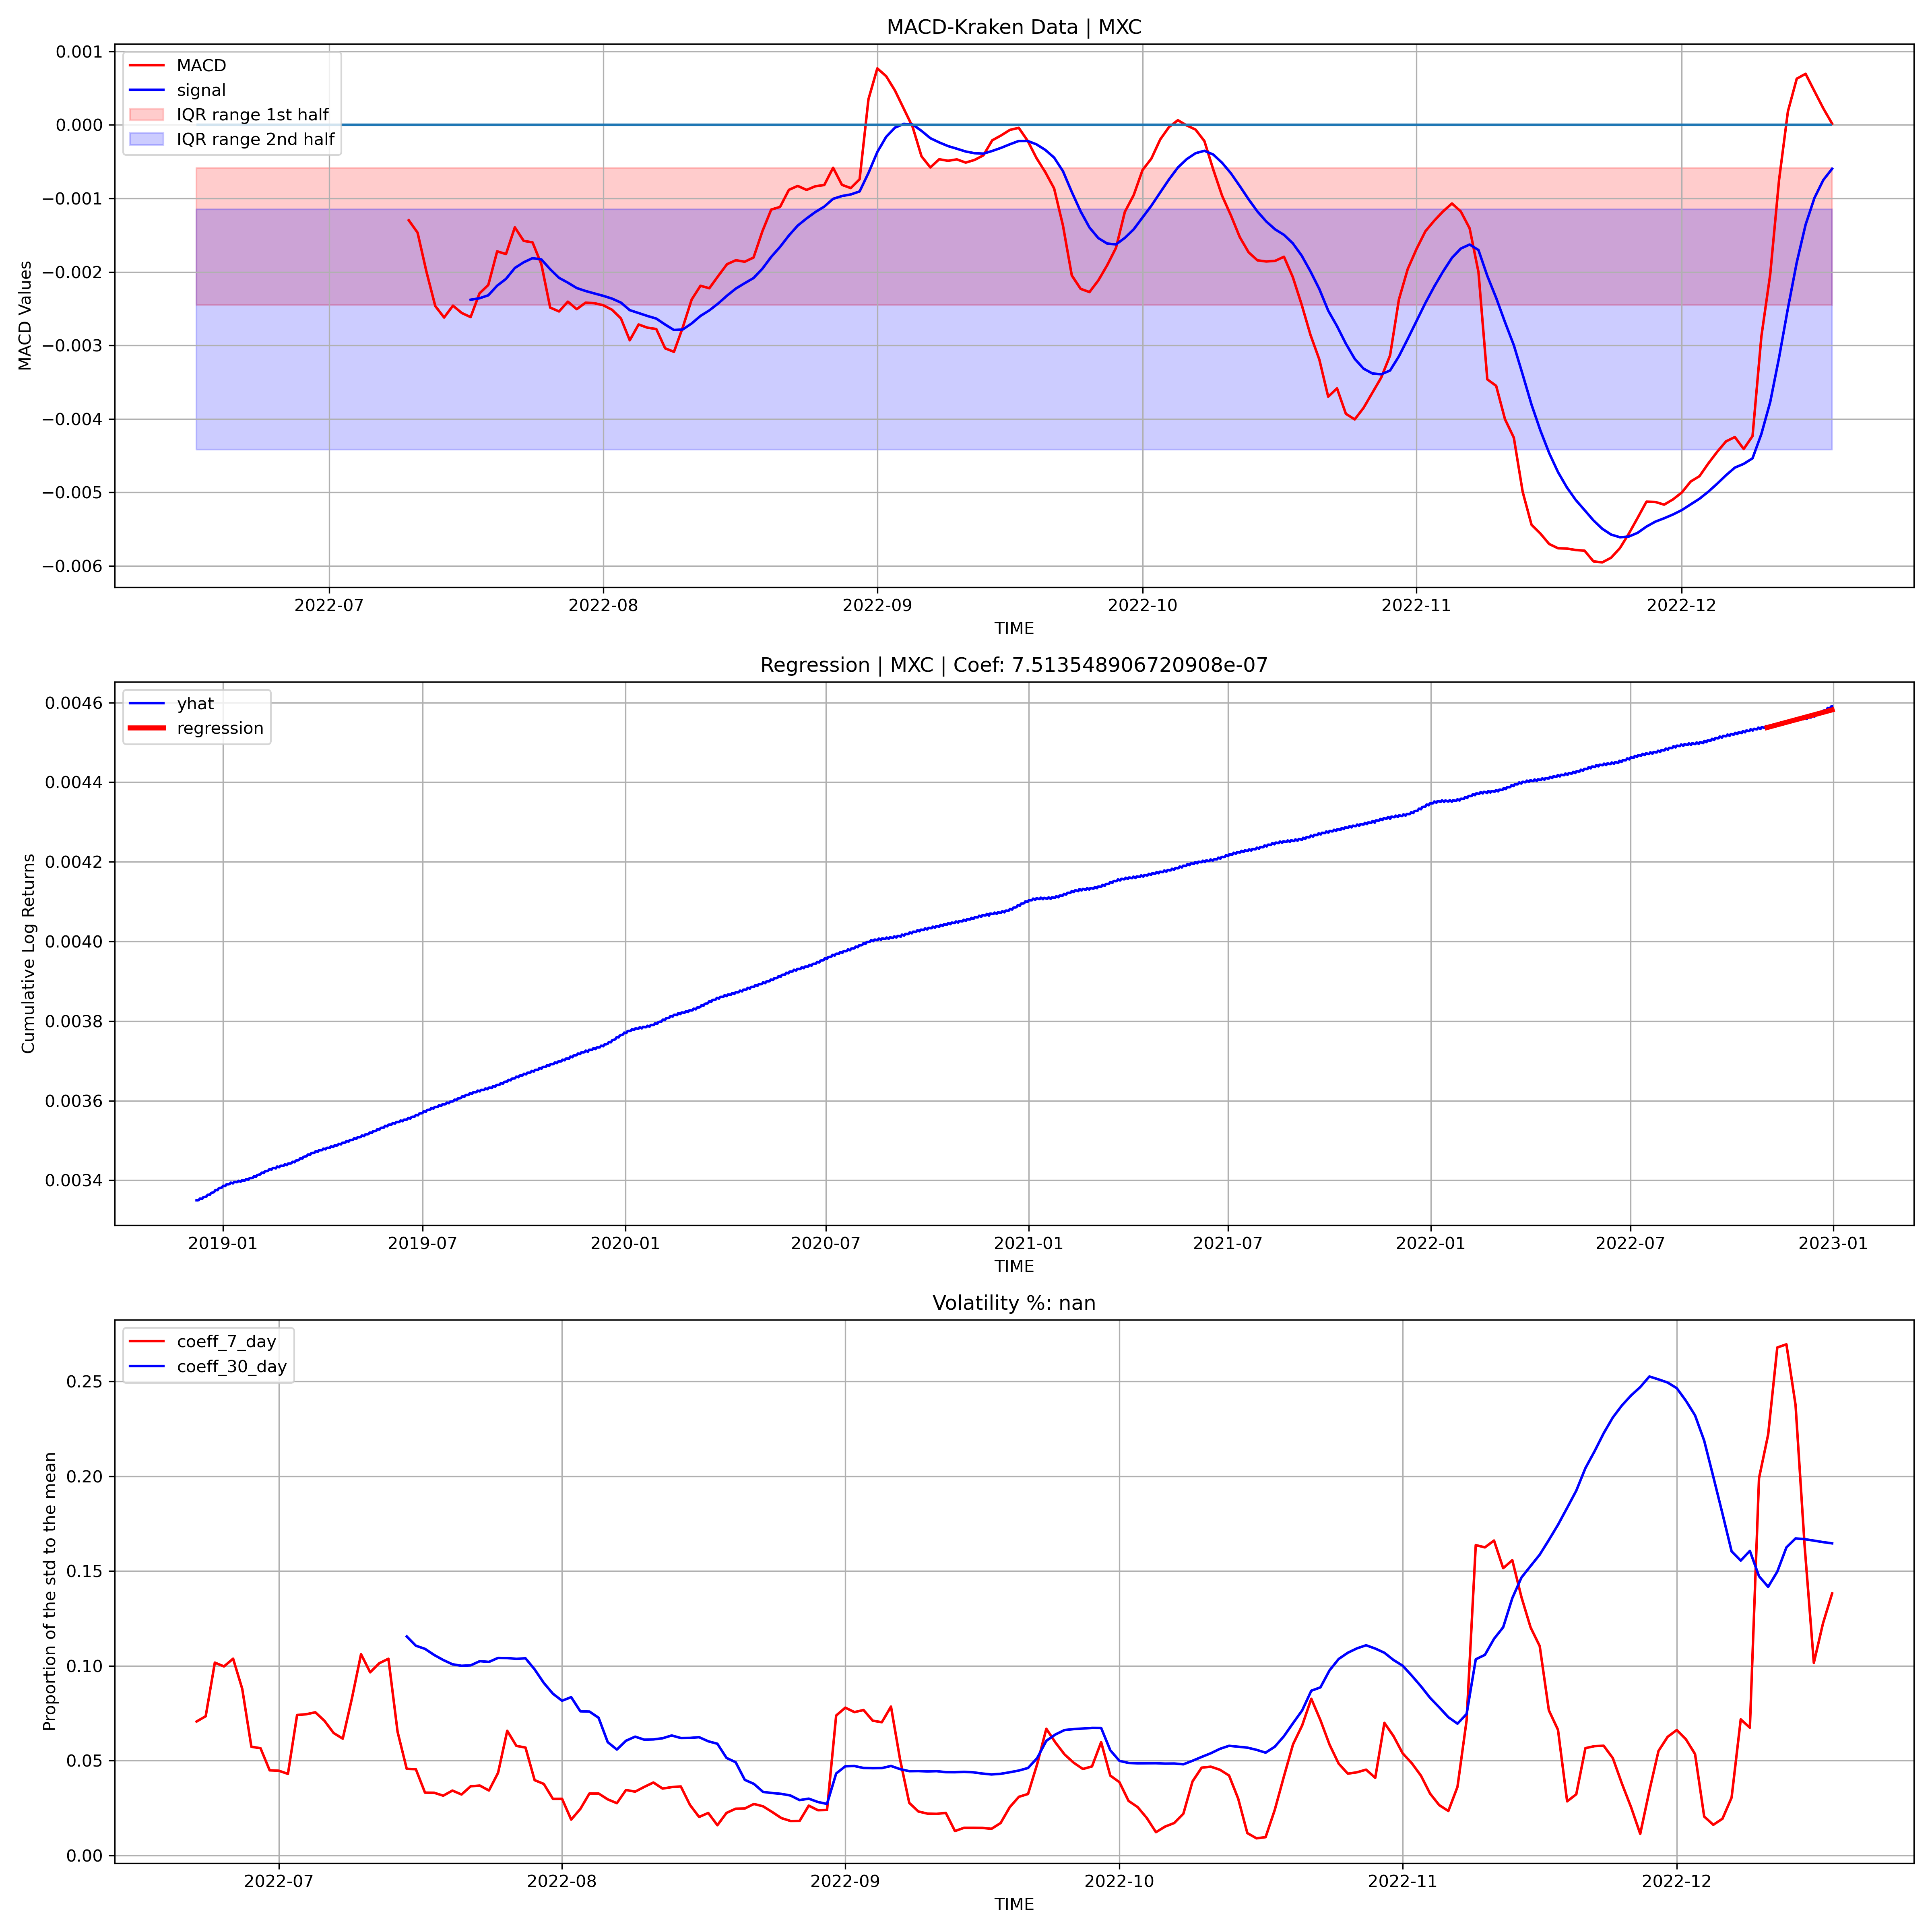 MACD-Kraken Data | MXC
MACD
signal
IQR range 1st half
IQR range 2nd half
0.001
0.000
−0.001
−0.002
−0.003
−0.004
−0.005
−0.006
MACD Values
2022-07 2022-08 2022-09 2022-10 2022-11 2022-12
TIME
Regression | MXC | Coef: 7.513548906720908e-07
yhat
regression
0.0046
0.0044
0.0042
0.0040
0.0038
0.0036
0.0034
Cumulative Log Returns
2019-01 2019-07 2020-01 2020-07 2021-01 2021-07 2022-01 2022-07 2023-01
TIME
Volatility %: nan
coeff_7_day
coeff_30_day
0.25
0.20
0.15
0.10
0.05
0.00
Proportion of the std to the mean
2022-07 2022-08 2022-09 2022-10 2022-11 2022-12
TIME